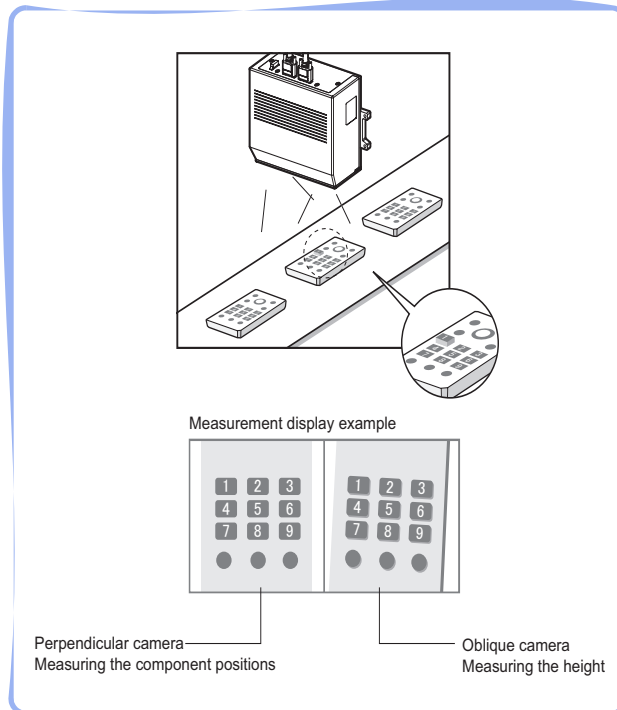 Measurement display example
1 2 3 1 2 3
4 5 6 4 5 6
7 8 9 7 8 9
Perpendicular camera
Measuring the component positions
Oblique camera
Measuring the height